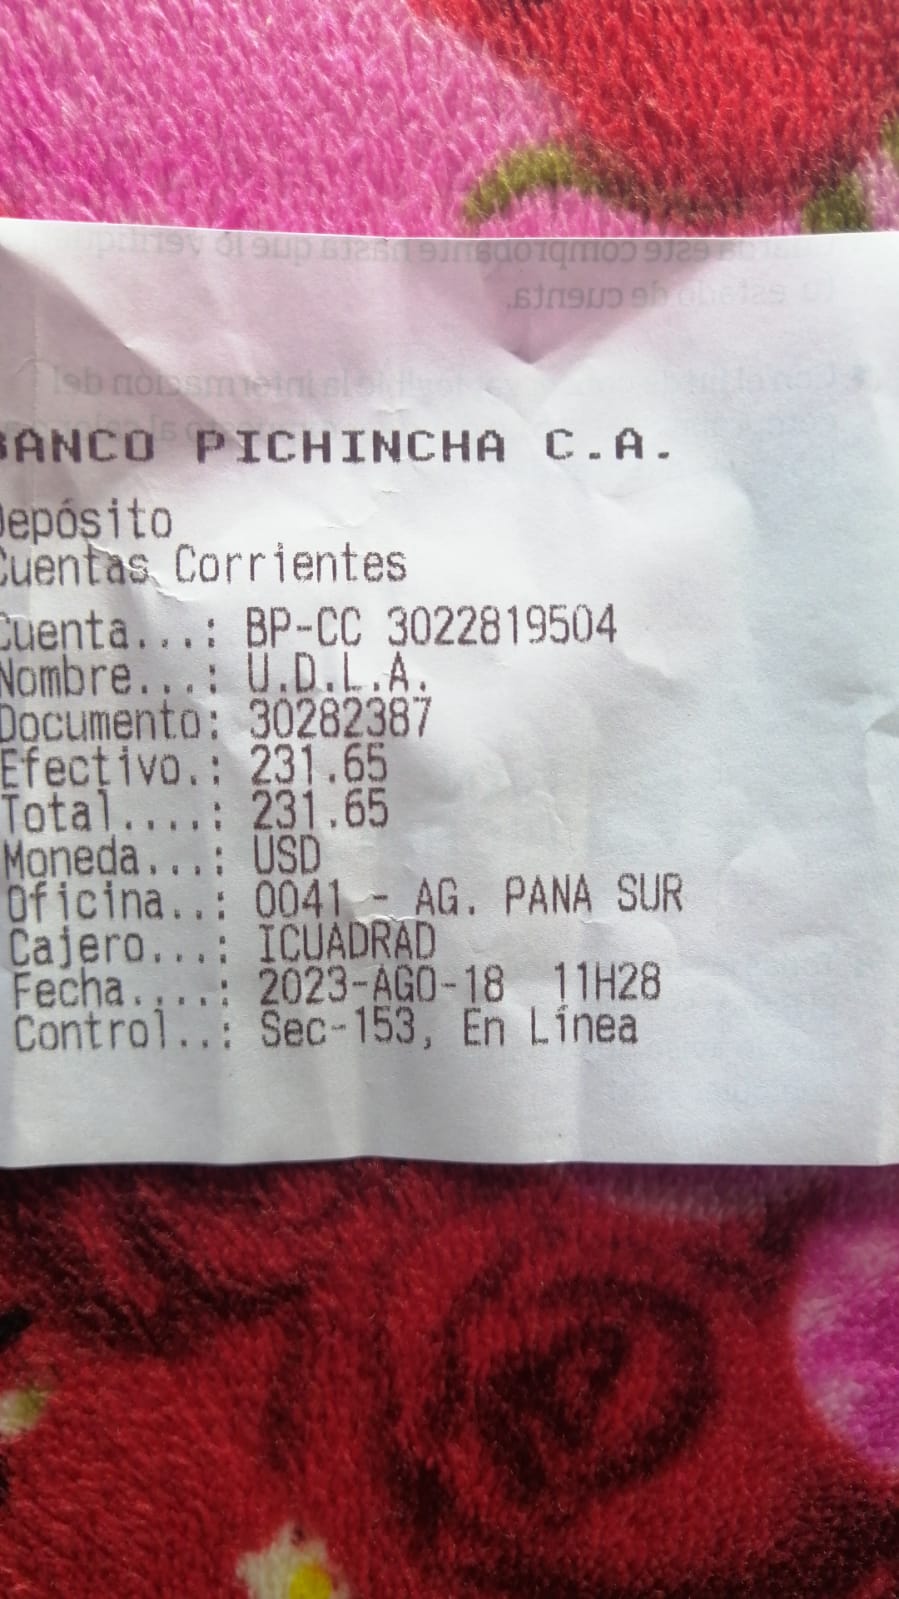 BANCO PICHINCHA C.A.
Depósito
Cuentas Corrientes
Cuenta...: BP-CC 3022819504
Nombre...: U.D.L.A.
Documento: 30282387
Efectivo.: 231.65
Total....: 231.65
Moneda...: USD
Oficina..: 0041 - AG. PANA SUR
Cajero...: ICUADRAD
Fecha....: 2023-AGO-18 11H28
Control..: Sec-153, En Línea